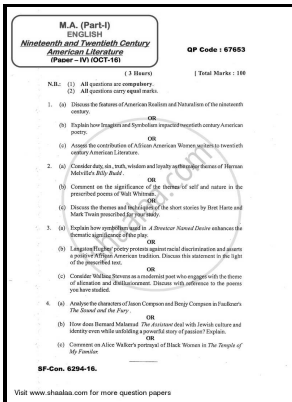 M.A. (Part-I)
ENGLISH
Nineteenth and Twentieth Century
American Literature
(Paper – IV) (OCT-16)
QP Code : 67653
( 3 Hours)
[ Total Marks : 100
N.B.: (1) All questions are compulsory.
(2) All questions carry equal marks.
1. (a) Discuss the features of American Realism and Naturalism of the nineteenth
century.
OR
(b) Explain how Imagism and Symbolism impacted twentieth century American
poetry.
OR
(c) Assess the contribution of African American Women writers to twentieth
century American Literature.
2. (a) Consider duty, sin, truth, wisdom and loyalty as the major themes of Herman
Melville's Billy Budd.
OR
(b) Comment on the significance of the themes of self and nature in the
prescribed poems of Walt Whitman.
OR
(c) Discuss the themes and techniques of the short stories by Bret Harte and
Mark Twain prescribed for your study.
3. (a) Explain how symbolism used in A Streetcar Named Desire enhances the
thematic significance of the play.
OR
(b) Langston Hughes' poetry protests against racial discrimination and asserts
a positive African American tradition. Discuss this statement in the light
of the prescribed text.
OR
(c) Consider Wallace Stevens as a modernist poet who engages with the theme
of alienation and disillusionment. Discuss with reference to the poems
you have studied.
4. (a) Analyse the characters of Jason Compson and Benjy Compson in Faulkner's
The Sound and the Fury.
OR
(b) How does Bernard Malamud The Assistant deal with Jewish culture and
identity even while unfolding a powerful story of passion? Explain.
OR
(c) Comment on Alice Walker's portrayal of Black Women in The Temple of
My Familiar
SF-Con. 6294-16.
shaalaa.com
Visit www.shaalaa.com for more question papers